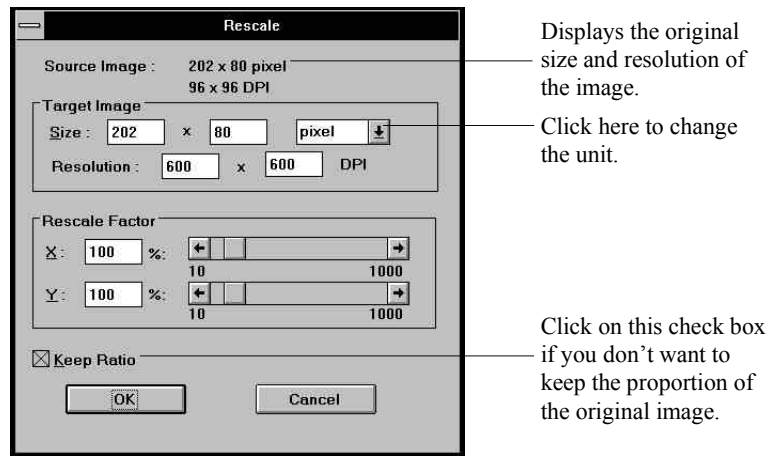 Rescale
Source Image : 202 x 80 pixel
96 x 96 DPI
Target Image
Size : 202 x 80 pixel
Resolution : 600 x 600 DPI
Rescale Factor
X : 100 %:
10 1000
Y : 100 %:
10 1000
Keep Ratio
OK Cancel
Displays the original
size and resolution of
the image.
Click here to change
the unit.
Click on this check box
if you don’t want to
keep the proportion of
the original image.